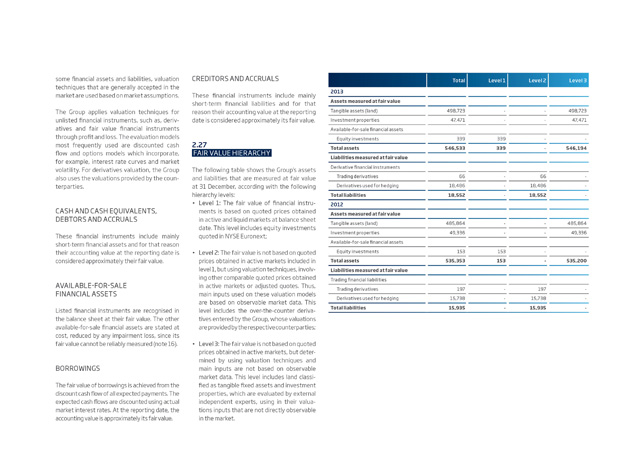 some financial assets and liabilities, valuation
techniques that are generally accepted in the
market are used based on market assumptions.
The Group applies valuation techniques for
unlisted financial instruments, such as, deriv-
atives and fair value financial instruments
through profit and loss. The evaluation models
most frequently used are discounted cash
flow and options models which incorporate,
for example, interest rate curves and market
volatility. For derivatives valuation, the Group
also uses the valuations provided by the coun-
terparties.
CASH AND CASH EQUIVALENTS,
DEBTORS AND ACCRUALS
These financial instruments include mainly
short-term financial assets and for that reason
their accounting value at the reporting date is
considered approximately their fair value.
AVAILABLE-FOR-SALE
FINANCIAL ASSETS
Listed financial instruments are recognised in
the balance sheet at their fair value. The other
available-for-sale financial assets are stated at
cost, reduced by any impairment loss, since its
fair value cannot be reliably measured (note 16).
BORROWINGS
The fair value of borrowings is achieved from the
discount cash flow of all expected payments. The
expected cash flows are discounted using actual
market interest rates. At the reporting date, the
accounting value is approximately its fair value.
CREDITORS AND ACCRUALS
These financial instruments include mainly
short-term financial liabilities and for that
reason their accounting value at the reporting
date is considered approximately its fair value.
2.27
FAIR VALUE HIERARCHY
The following table shows the Group's assets
and liabilities that are measured at fair value
at 31 December, according with the following
hierarchy levels:
• Level 1: The fair value of financial instru-
ments is based on quoted prices obtained
in active and liquid markets at balance sheet
date. This level includes equity investments
quoted in NYSE Euronext;
• Level 2: The fair value is not based on quoted
prices obtained in active markets included in
level 1, but using valuation techniques, involv-
ing other comparable quoted prices obtained
in active markets or adjusted quotes. Thus,
main inputs used on these valuation models
are based on observable market data. This
level includes the over-the-counter deriva-
tives entered by the Group, whose valuations
are provided by the respective counterparties;
• Level 3: The fair value is not based on quoted
prices obtained in active markets, but deter-
mined by using valuation techniques and
main inputs are not based on observable
market data. This level includes land classi-
fied as tangible fixed assets and investment
properties, which are evaluated by external
independent experts, using in their valua-
tions inputs that are not directly observable
in the market.
Total Level 1 Level 2 Level 3
2013
Assets measured at fair value
Tangible assets (land) 498,723 - - 498,723
Investment properties 47,471 - - 47,471
Available-for-sale financial assets
Equity investments 339 339 - -
Total assets 546,533 339 - 546,194
Liabilities measured at fair value
Derivative financial instruments
Trading derivatives 66 - 66 -
Derivatives used for hedging 18,486 - 18,486 -
Total liabilities 18,552 - 18,552 -
2012
Assets measured at fair value
Tangible assets (land) 485,864 - - 485,864
Investment properties 49,336 - - 49,336
Available-for-sale financial assets
Equity investments 153 153 - -
Total assets 535,353 153 - 535,200
Liabilities measured at fair value
Trading financial liabilities
Trading derivatives 197 - 197 -
Derivatives used for hedging 15,738 - 15,738 -
Total liabilities 15,935 - 15,935 -